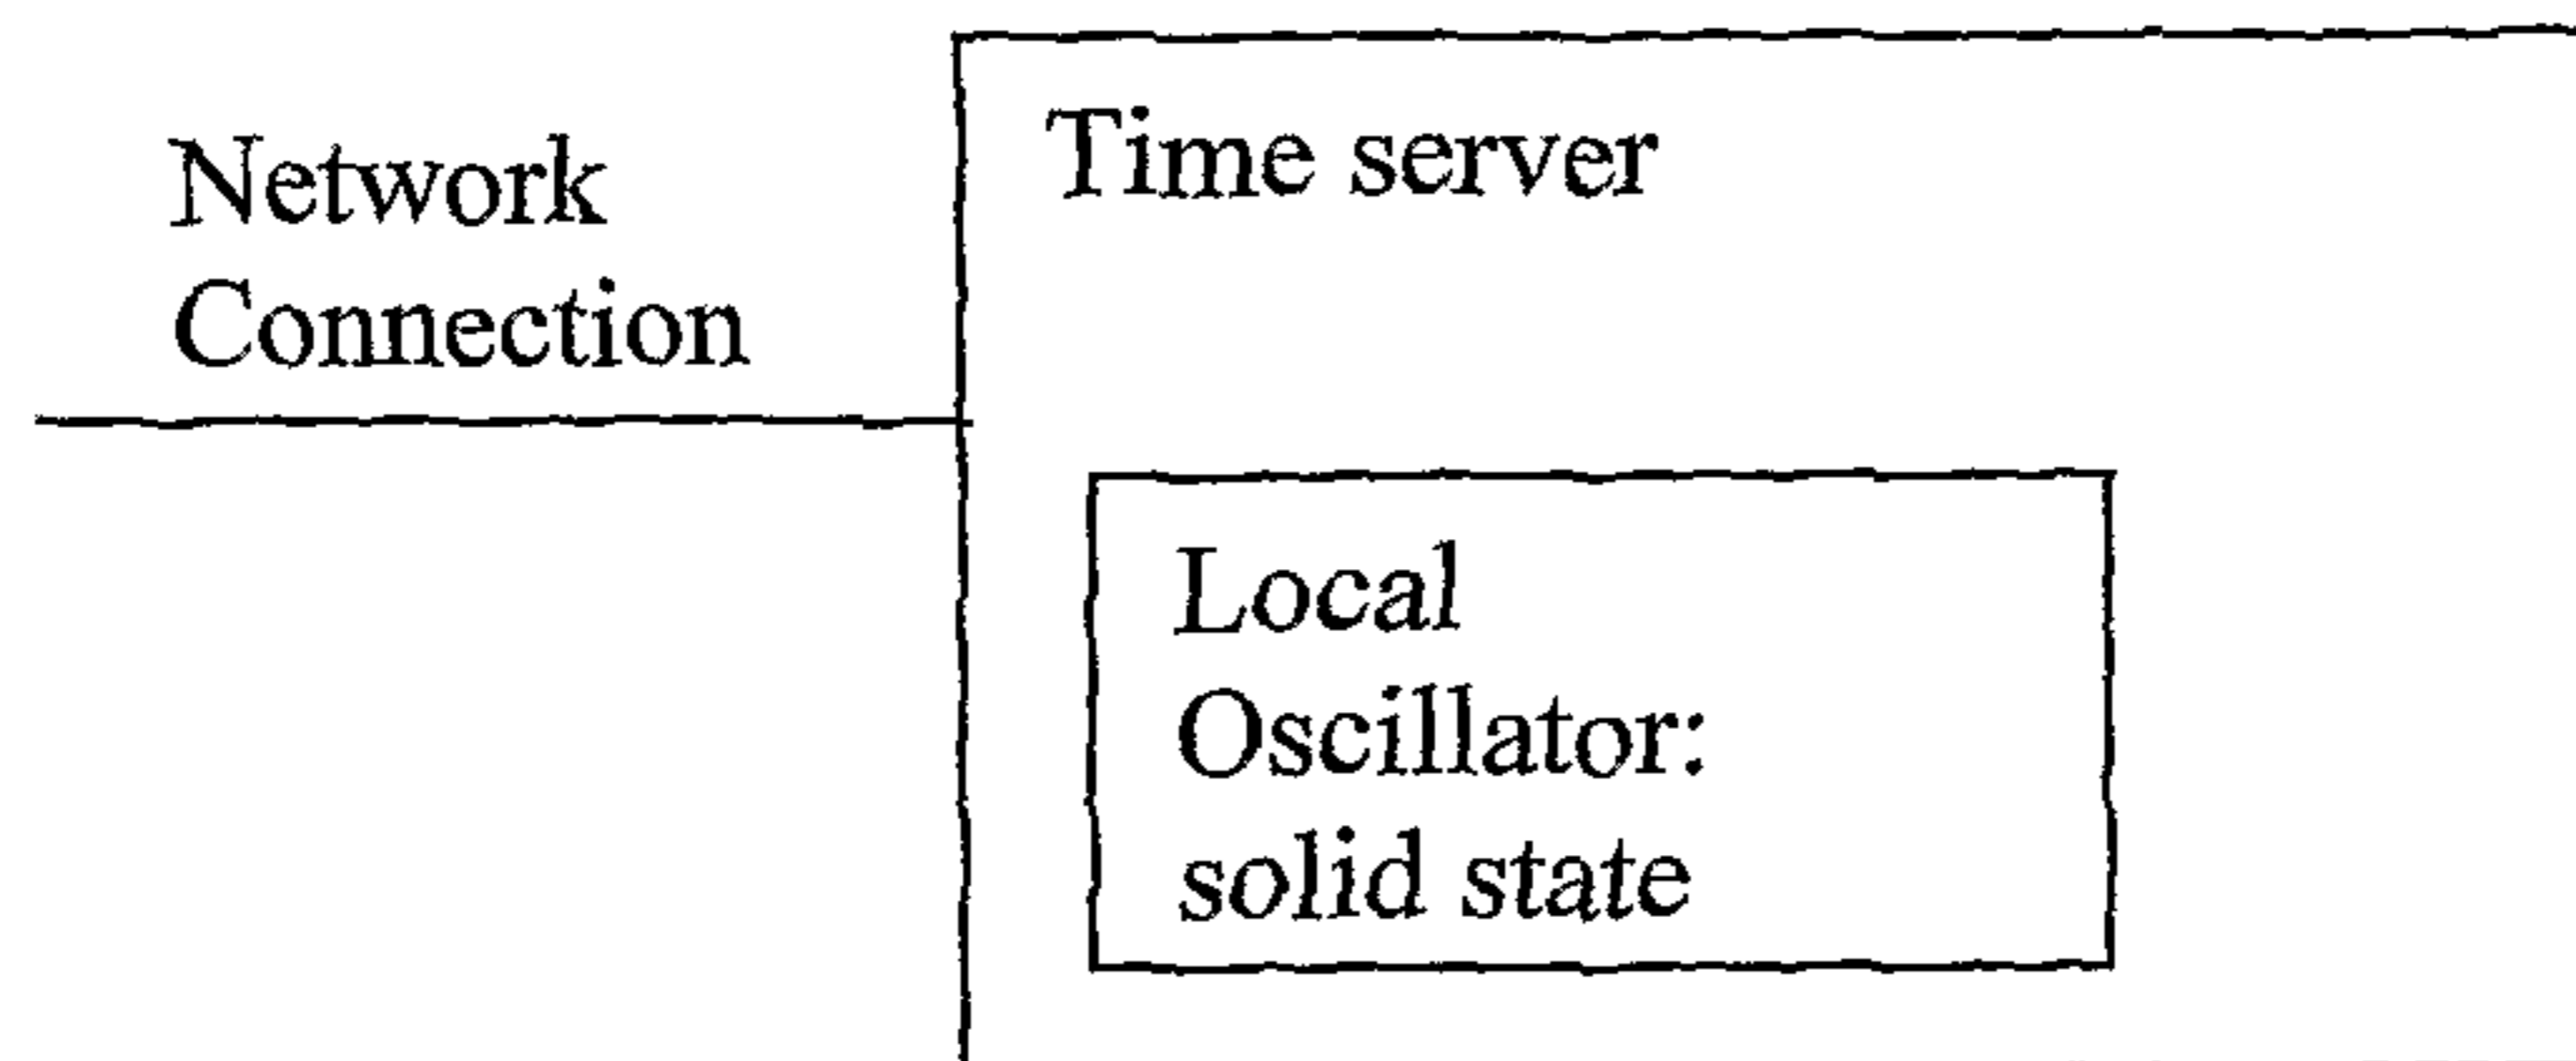 Network
Connection
Time server
Local
Oscillator:
solid state